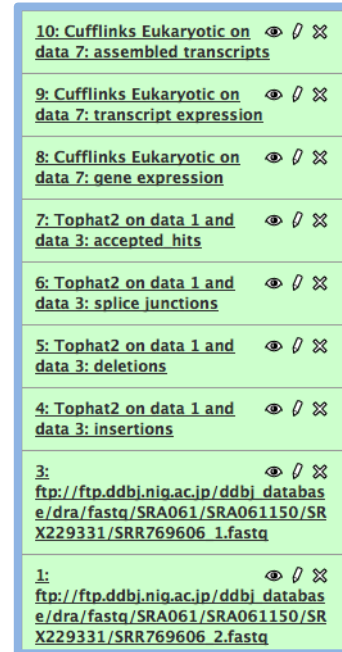 10: Cufflinks Eukaryotic on
data 7: assembled transcripts
9: Cufflinks Eukaryotic on
data 7: transcript expression
8: Cufflinks Eukaryotic on
data 7: gene expression
7: Tophat2 on data 1 and
data 3: accepted_hits
6: Tophat2 on data 1 and
data 3: splice junctions
5: Tophat2 on data 1 and
data 3: deletions
4: Tophat2 on data 1 and
data 3: insertions
3:
ftp://ftp.ddbj.nig.ac.jp/ddbj_databas
e/dra/fastq/SRA061/SRA061150/SR
X229331/SRR769606_1.fastq
1:
ftp://ftp.ddbj.nig.ac.jp/ddbj_databas
e/dra/fastq/SRA061/SRA061150/SR
X229331/SRR769606_2.fastq